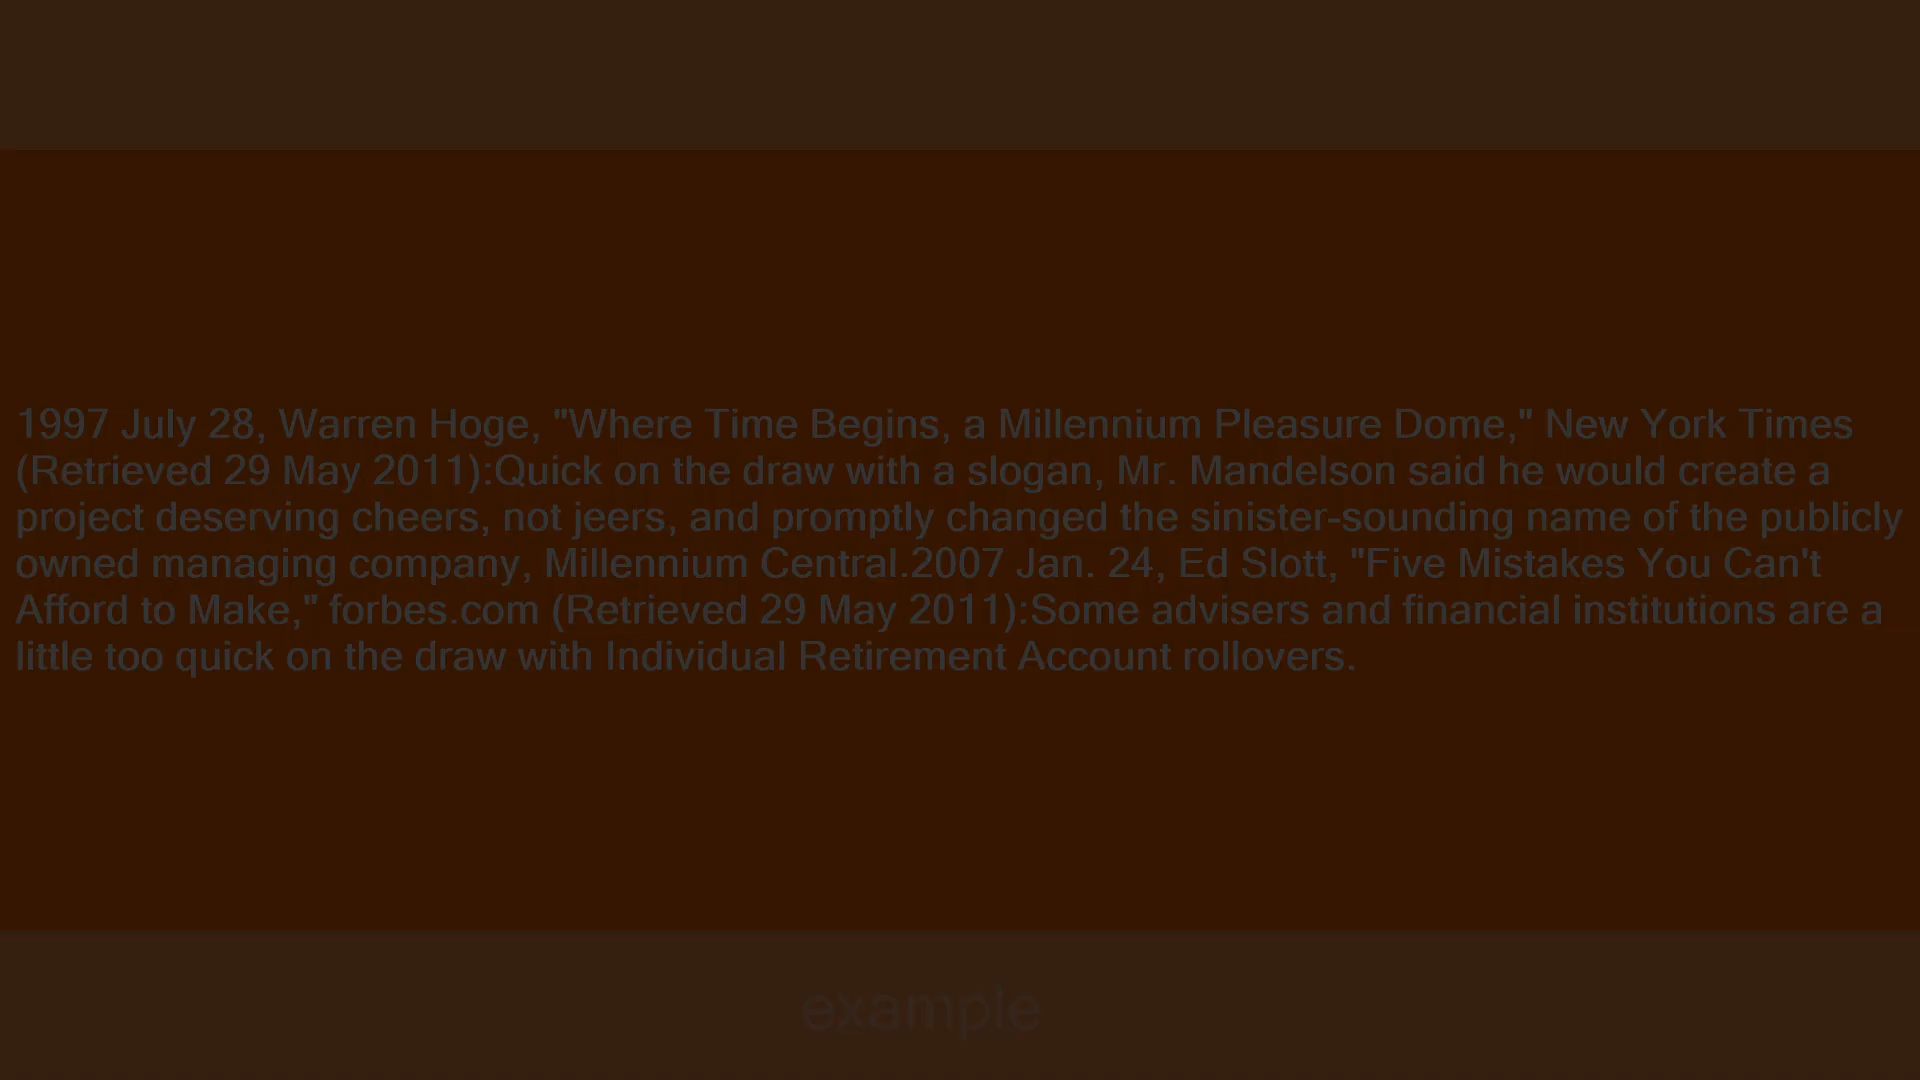 1997 July 28, Warren Hoge, "Where Time Begins, a Millennium Pleasure Dome," New York Times
(Retrieved 29 May 2011):Quick on the draw with a slogan, Mr. Mandelson said he would create a
project deserving cheers, not jeers, and promptly changed the sinister-sounding name of the publicly
owned managing company, Millennium Central.2007 Jan. 24, Ed Slott, "Five Mistakes You Can't
Afford to Make," forbes.com (Retrieved 29 May 2011):Some advisers and financial institutions are a
little too quick on the draw with Individual Retirement Account rollovers.
example